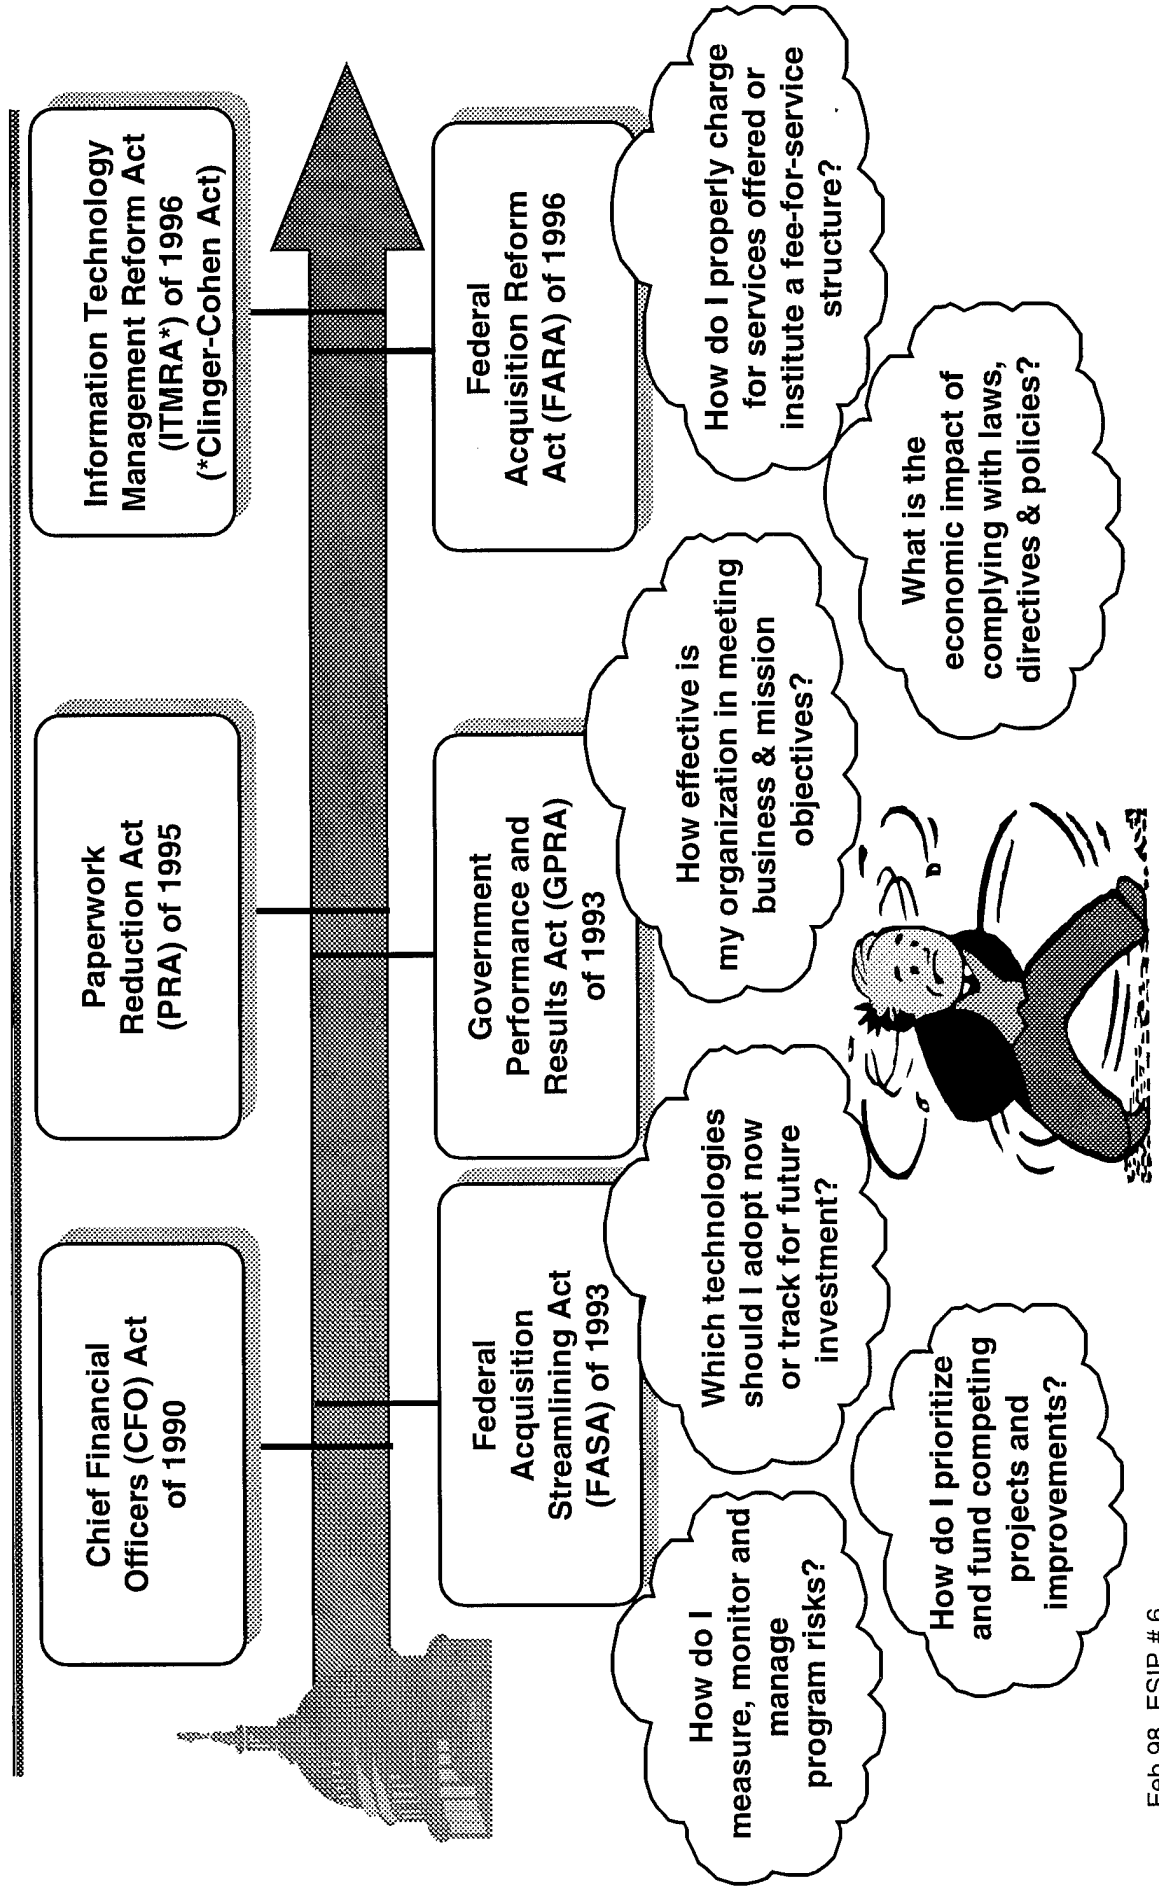 Chief Financial
Officers (CFO) Act
of 1990
Paperwork
Reduction Act
(PRA) of 1995
Information Technology
Management Reform Act
(ITMRA*) of 1996
(*Clinger-Cohen Act)
Federal
Acquisition
Streamlining Act
(FASA) of 1993
Government
Performance and
Results Act (GPRA)
of 1993
Federal
Acquisition Reform
Act (FARA) of 1996
How do I
measure, monitor and
manage
program risks?
Which technologies
should I adopt now
or track for future
investment?
How effective is
my organization in meeting
business & mission
objectives?
How do I properly charge
for services offered or
institute a fee-for-service
structure?
How do I prioritize
and fund competing
projects and
improvements?
What is the
economic impact of
complying with laws,
directives & policies?
Feb 98 ESIP # 6